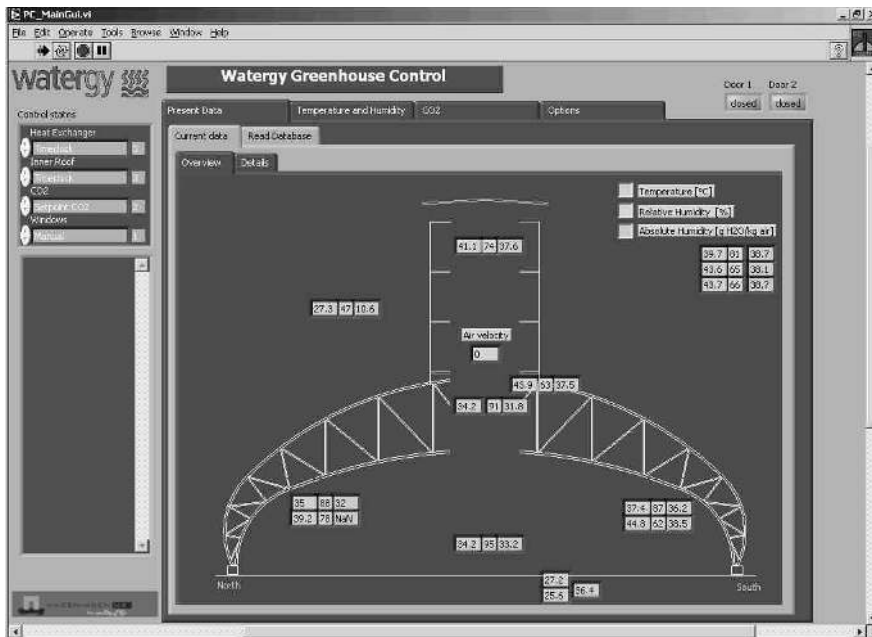 PC_MainGui.vi
File Edit Operate Tools Browse Window Help
watergy
Watergy Greenhouse Control
Door 1 Door 2
closed closed
Control states
Heat Exchanger
Timeclock
Inner Roof
Timeclock
CO2
Setpoint CO2 2
Windows
Manual 1
Present Data Temperature and Humidity CO2 Options
Current data Read Database
Overview Details
Temperature [°C]
Relative Humidity [%]
Absolute Humidity [g H2O/kg air]
41.1 74 37.6
39.7 81 38.7
43.6 65 38.1
43.7 66 38.7
27.3 47 10.6
Air velocity
0
43.9 63 37.5
34.2 91 31.8
35 88 32
39.2 78 NaN
37.4 87 36.2
44.8 62 38.5
34.2 95 33.2
27.2
25.6
36.4
North
South